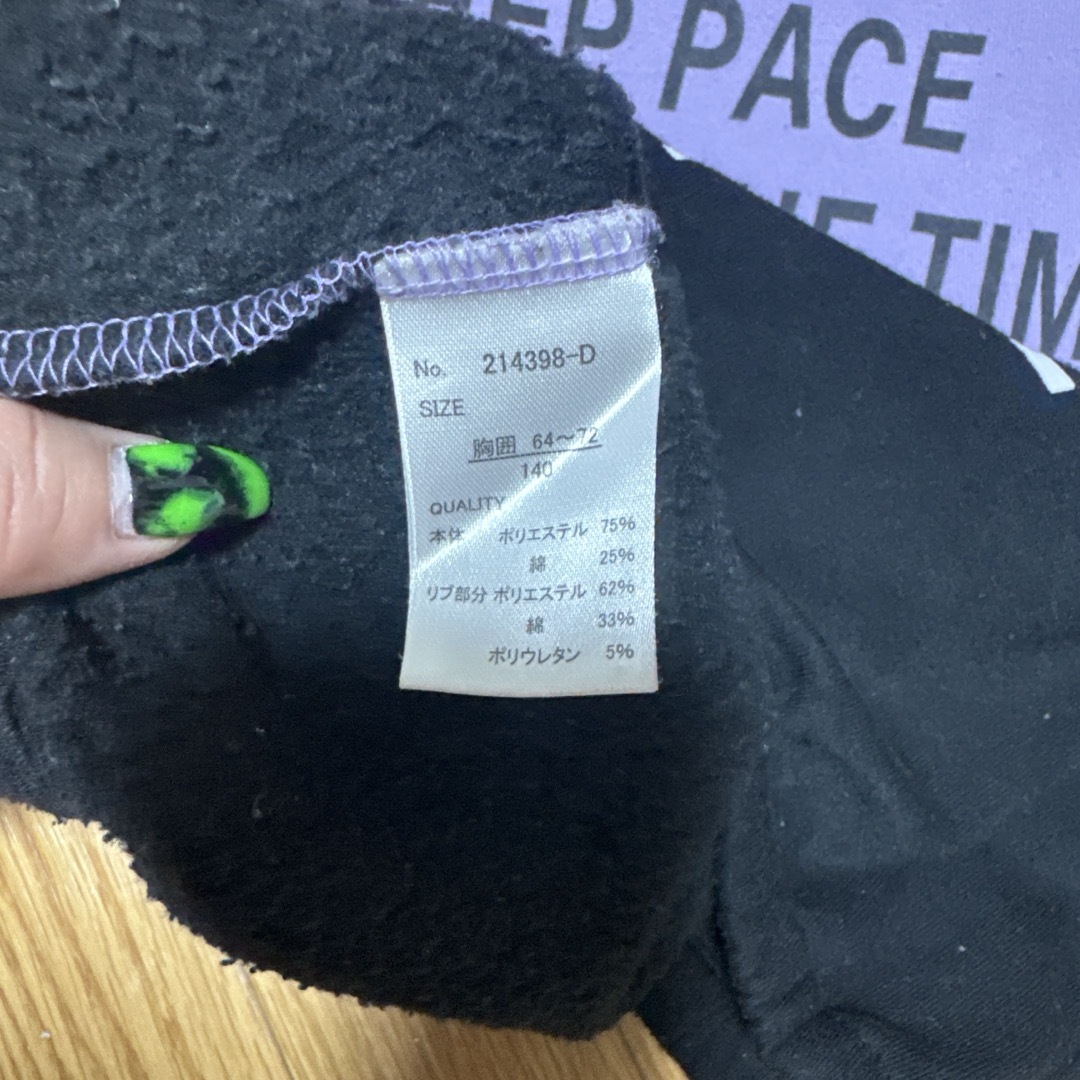 PACE
TIM
No. 214398-D
SIZE
胸囲 64～72
140
QUALITY
本体 ポリエステル 75%
綿 25%
リブ部分 ポリエステル 62%
綿 33%
ポリウレタン 5%